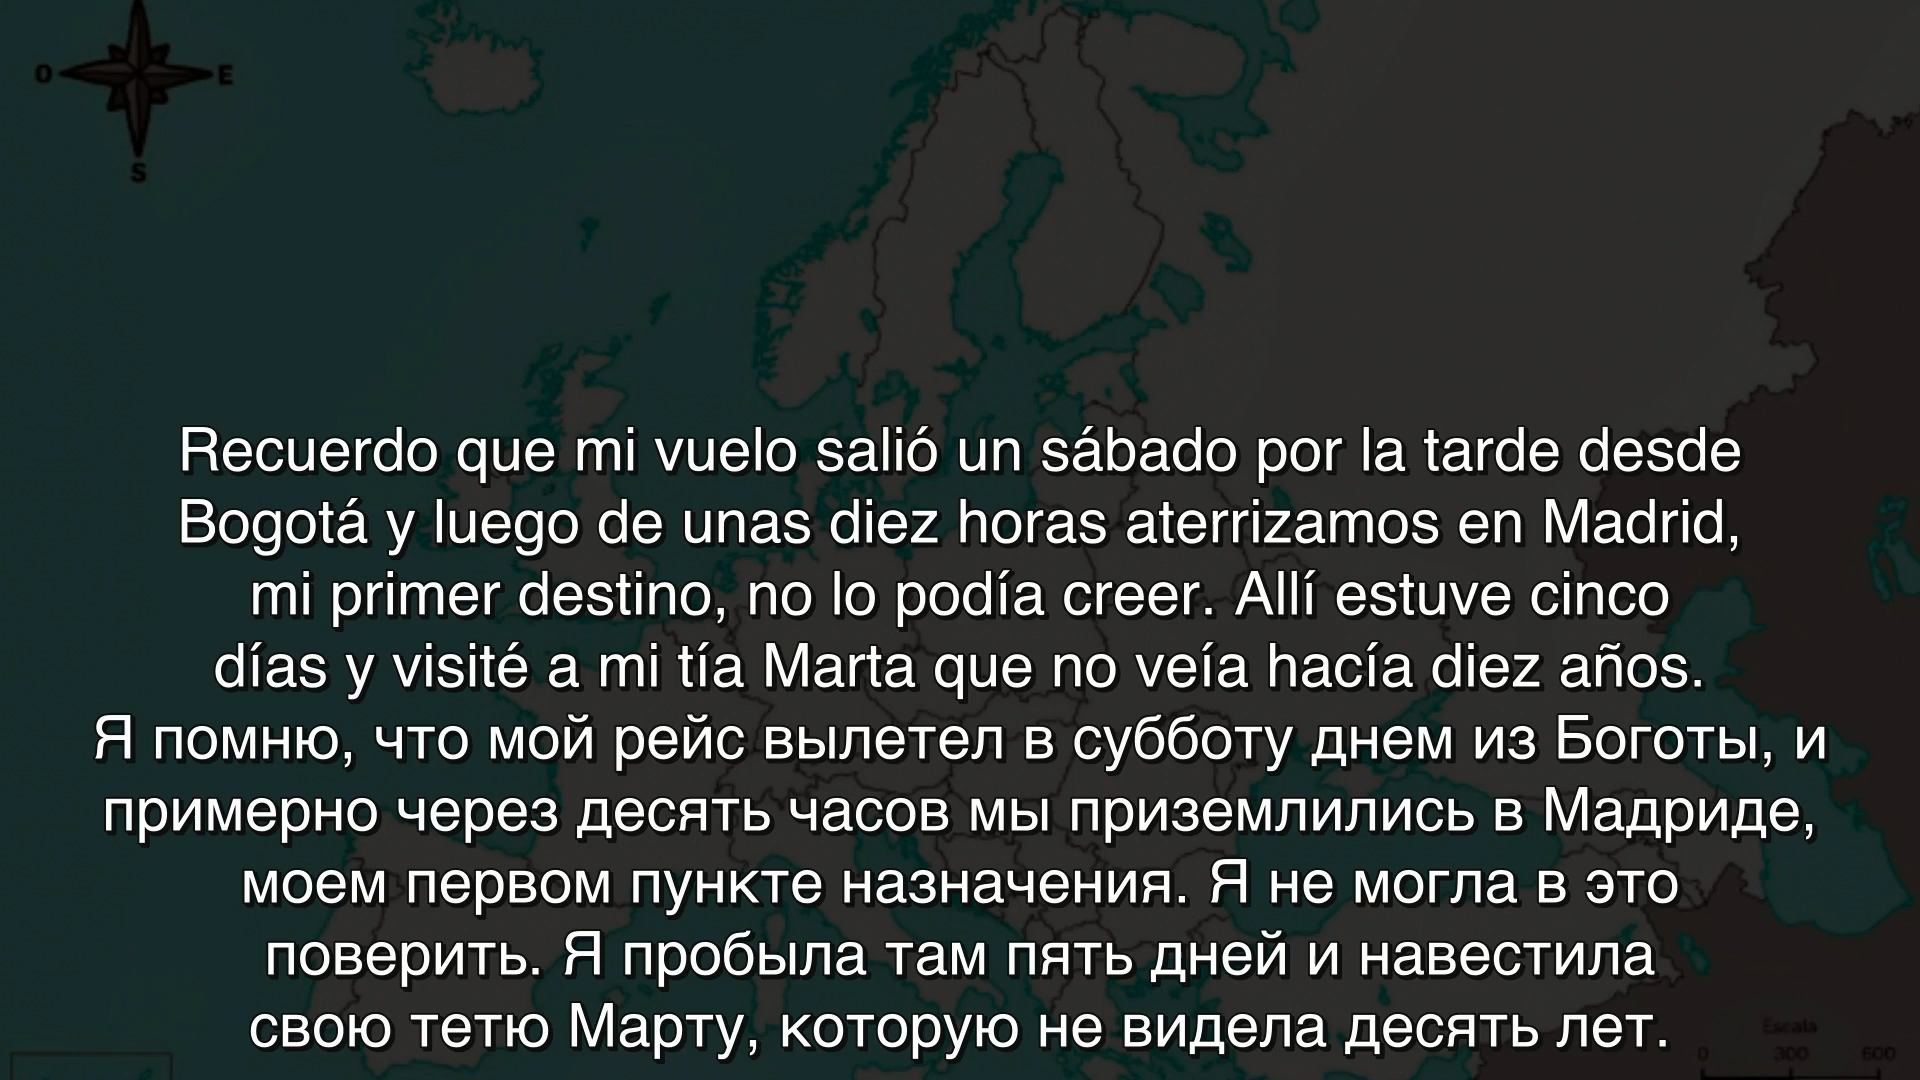 O
E
S
Recuerdo que mi vuelo salió un sábado por la tarde desde
Bogotá y luego de unas diez horas aterrizamos en Madrid,
mi primer destino, no lo podía creer. Allí estuve cinco
días y visité a mi tía Marta que no veía hacía diez años.
Я помню, что мой рейс вылетел в субботу днем из Боготы, и
примерно через десять часов мы приземлились в Мадриде,
моем первом пункте назначения. Я не могла в это
поверить. Я пробыла там пять дней и навестила
свою тетю Марту, которую не видела десять лет.
Escala
0 300 600